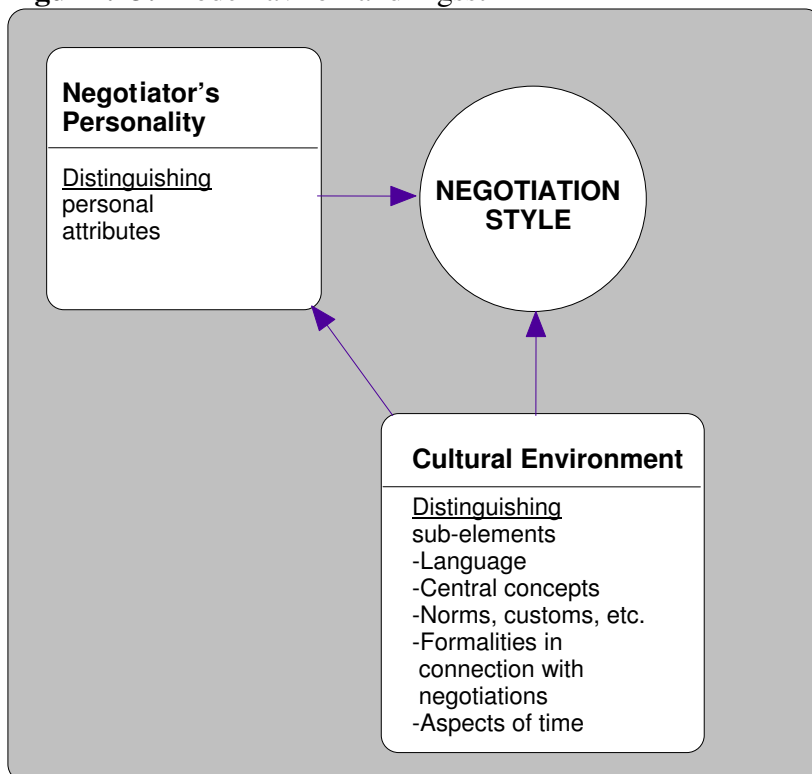 Negotiator's
Personality
Distinguishing
personal
attributes
NEGOTIATION
STYLE
Cultural Environment
Distinguishing
sub-elements
-Language
-Central concepts
-Norms, customs, etc.
-Formalities in
connection with
negotiations
-Aspects of time